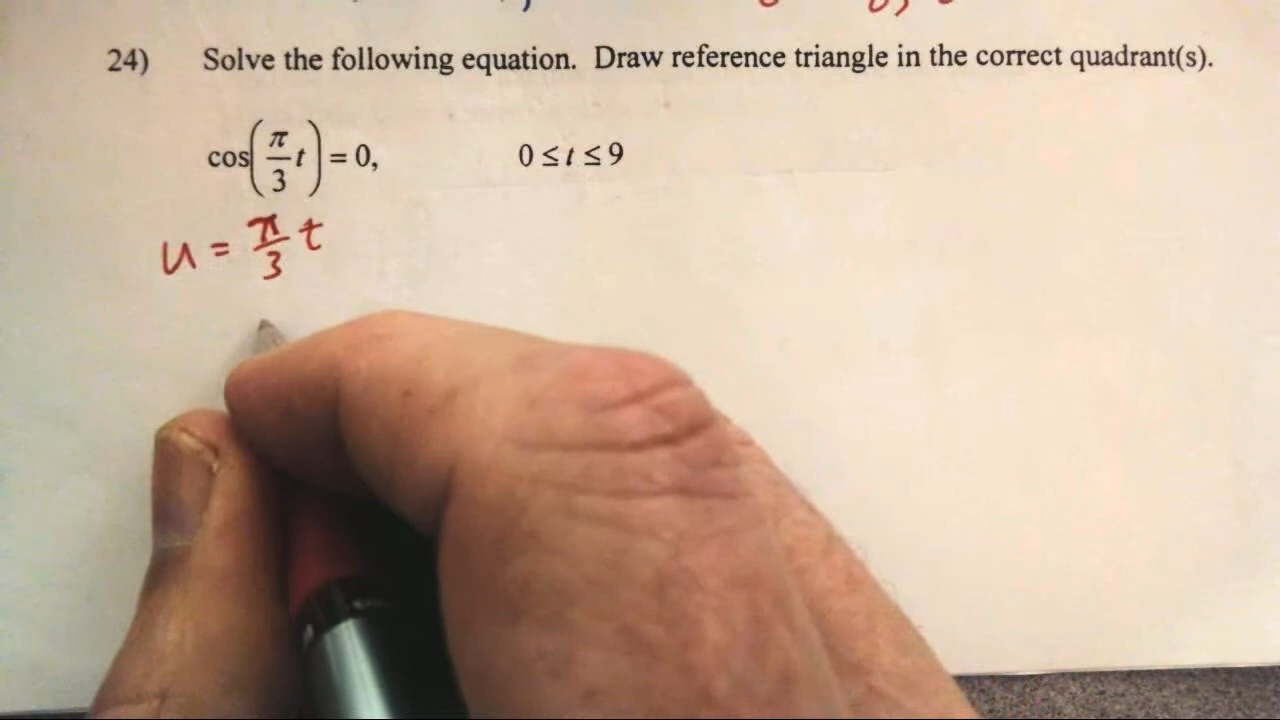 24) Solve the following equation. Draw reference triangle in the correct quadrant(s).
cos(π/3 t) = 0, 0 ≤ t ≤ 9
u = π/3 t